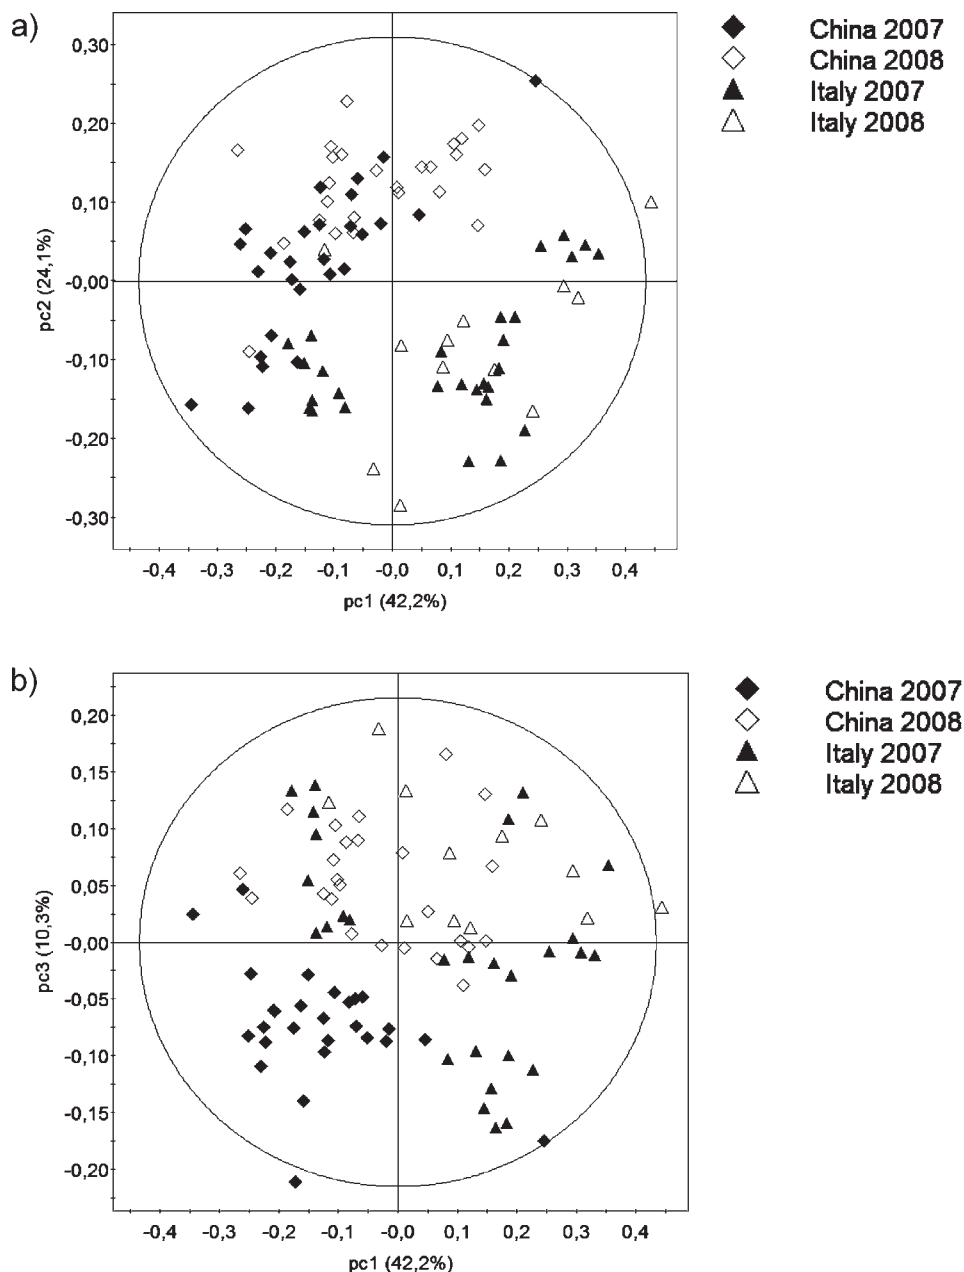 a)
China 2007
China 2008
Italy 2007
Italy 2008
pc2 (24,1%)
0,30
0,20
0,10
-0,00
-0,10
-0,20
-0,30
-0,4 -0,3 -0,2 -0,1 -0,0 0,1 0,2 0,3 0,4
pc1 (42,2%)
b)
China 2007
China 2008
Italy 2007
Italy 2008
pc3 (10,3%)
0,20
0,15
0,10
0,05
-0,00
-0,05
-0,10
-0,15
-0,20
-0,4 -0,3 -0,2 -0,1 -0,0 0,1 0,2 0,3 0,4
pc1 (42,2%)